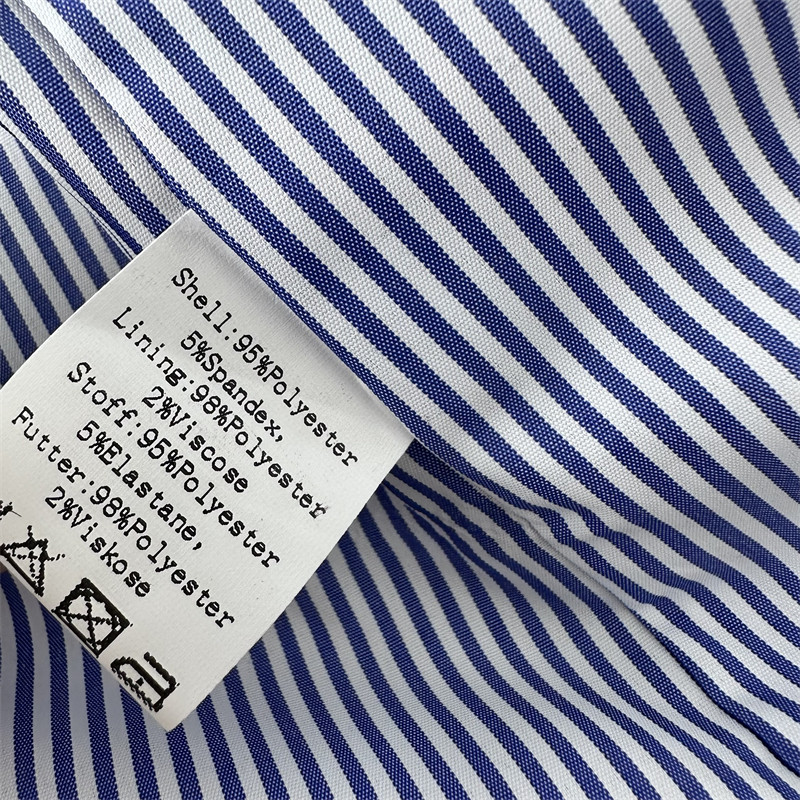 Shell:95%Polyester
5%Spandex,
Lining:98%Polyester
2%Viscose
Stoff:95%Polyester
5%Elastane,
Futter:98%Polyester
2%Viskose